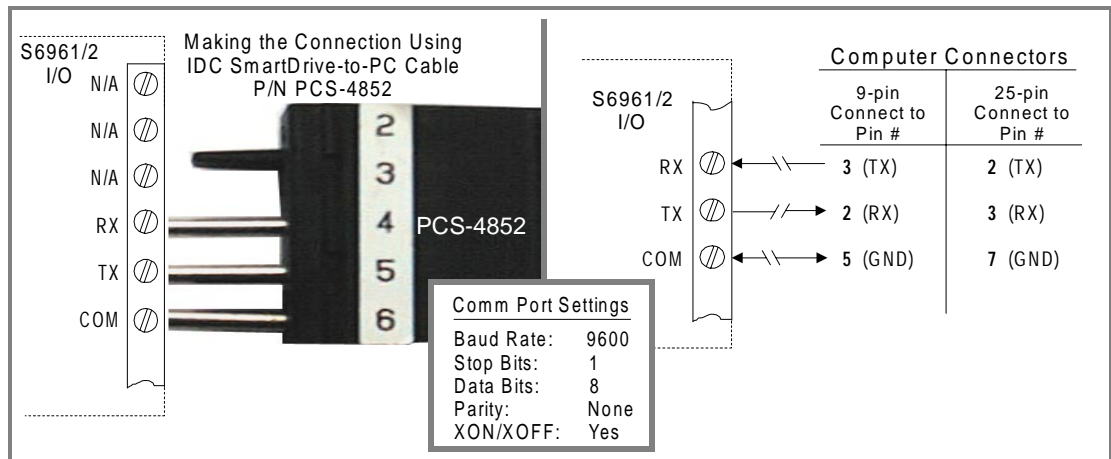 S6961/2
I/O
Making the Connection Using
IDC SmartDrive-to-PC Cable
P/N PCS-4852
N/A
N/A
N/A
RX
TX
COM
2
3
4
5
6
PCS-4852
Comm Port Settings
Baud Rate: 9600
Stop Bits: 1
Data Bits: 8
Parity: None
XON/XOFF: Yes
S6961/2
I/O
RX
TX
COM
Computer Connectors
9-pin
Connect to
Pin #
25-pin
Connect to
Pin #
3 (TX) 2 (TX)
2 (RX) 3 (RX)
5 (GND) 7 (GND)